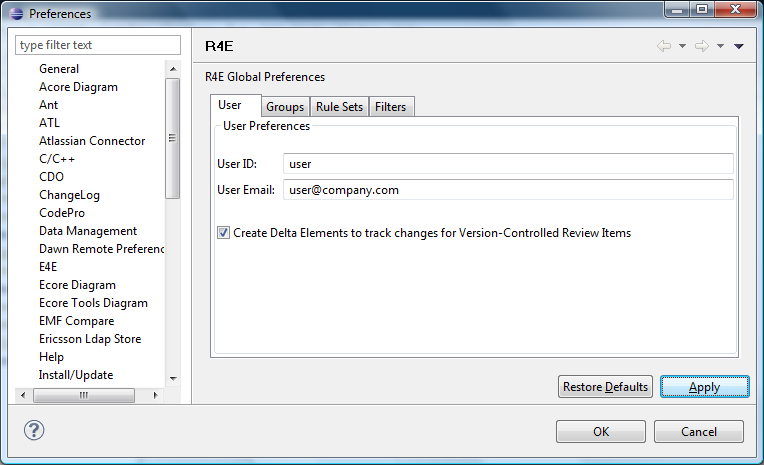 Preferences
type filter text
General
Acore Diagram
Ant
ATL
Atlassian Connector
C/C++
CDO
ChangeLog
CodePro
Data Management
Dawn Remote Preferenc
E4E
Ecore Diagram
Ecore Tools Diagram
EMF Compare
Ericsson Ldap Store
Help
Install/Update
R4E
R4E Global Preferences
User Groups Rule Sets Filters
User Preferences
User ID: user
User Email: user@company.com
Create Delta Elements to track changes for Version-Controlled Review Items
Restore Defaults Apply
OK Cancel